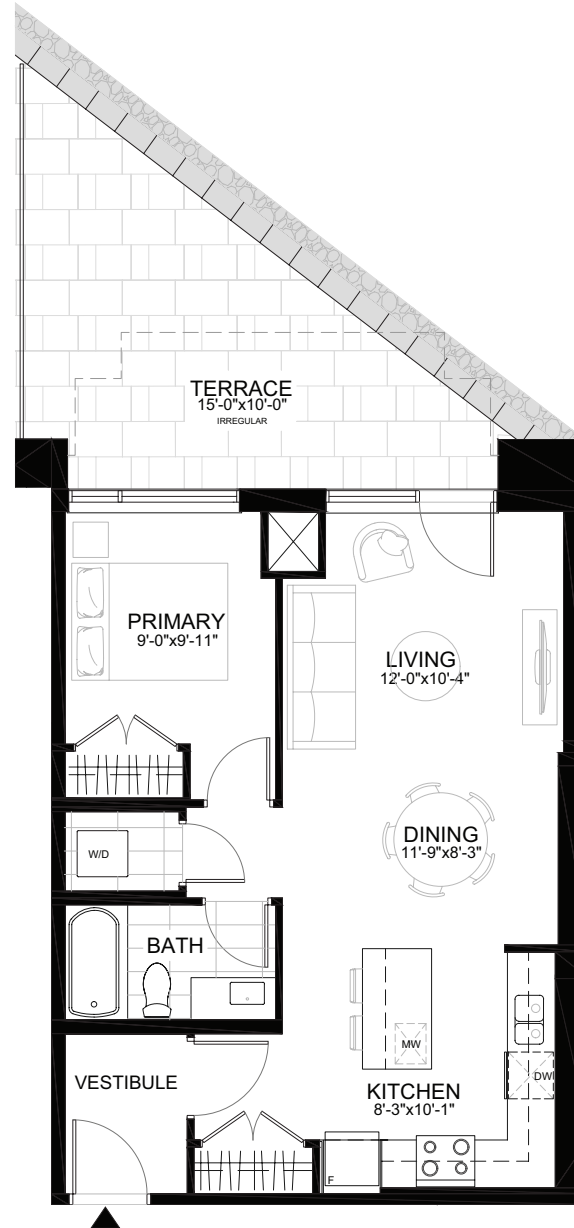 TERRACE
15'-0"x10'-0"
IRREGULAR
PRIMARY
9'-0"x9'-11"
LIVING
12'-0"x10'-4"
DINING
11'-9"x8'-3"
W/D
BATH
MW
DW
VESTIBULE
KITCHEN
8'-3"x10'-1"
F